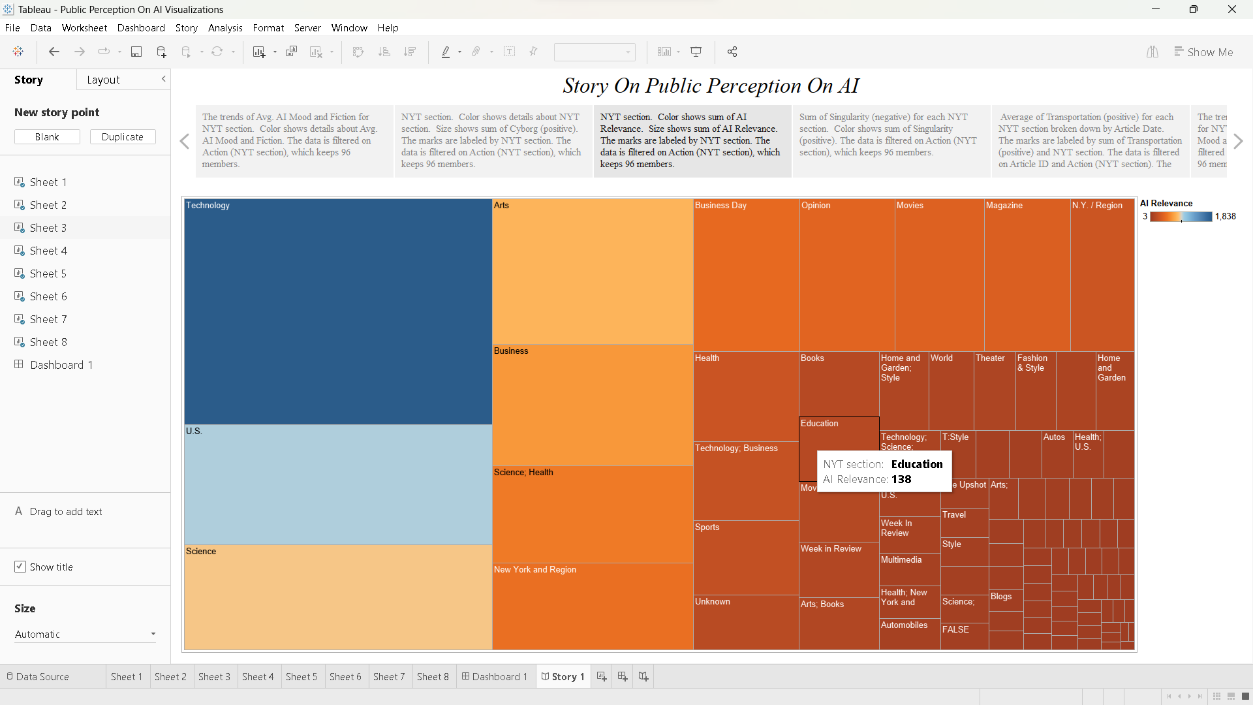 Tableau - Public Perception On AI Visualizations
File Data Worksheet Dashboard Story Analysis Format Server Window Help
Show Me
Story Layout
New story point
Blank Duplicate
Sheet 1
Sheet 2
Sheet 3
Sheet 4
Sheet 5
Sheet 6
Sheet 7
Sheet 8
Dashboard 1
A Drag to add text
Show title
Size
Automatic
Story On Public Perception On AI
The trends of Avg. AI Mood and Fiction for
NYT section. Color shows details about Avg.
AI Mood and Fiction. The data is filtered on
Action (NYT section), which keeps 96
members.
NYT section. Color shows details about NYT
section. Size shows sum of Cyborg (positive).
The marks are labeled by NYT section. The
data is filtered on Action (NYT section), which
keeps 96 members.
NYT section. Color shows sum of AI
Relevance. Size shows sum of AI Relevance.
The marks are labeled by NYT section. The
data is filtered on Action (NYT section), which
keeps 96 members.
Sum of Singularity (negative) for each NYT
section. Color shows sum of Singularity
(positive). The data is filtered on Action (NYT
section), which keeps 96 members.
Average of Transportation (positive) for each
NYT section broken down by Article Date.
The marks are labeled by sum of Transportation
(positive) and NYT section. The data is filtered
on Article ID and Action (NYT section). The
The
for NY
Mood a
filtered
96
Technology
U.S.
Science
Arts
Business
Science; Health
New York and Region
Business Day
Opinion
Movies
Magazine
N.Y. / Region
Health
Technology; Business
Sports
Unknown
Books
Education
Week in Review
Arts; Books
Home and
Garden;
Style
World
Theater
Fashion
& Style
Home
and
Garden
Technology;
Science;
U.S.
Week In
Review
Multimedia
Health; New
York and
Automobiles
T:Style
Autos
Health;
U.S.
Upshot
Arts;
Travel
Style
Science;
FALSE
Blogs
NYT section: Education
AI Relevance: 138
AI Relevance
3 1,838
Data Source Sheet 1 Sheet 2 Sheet 3 Sheet 4 Sheet 5 Sheet 6 Sheet 7 Sheet 8 Dashboard 1 Story 1